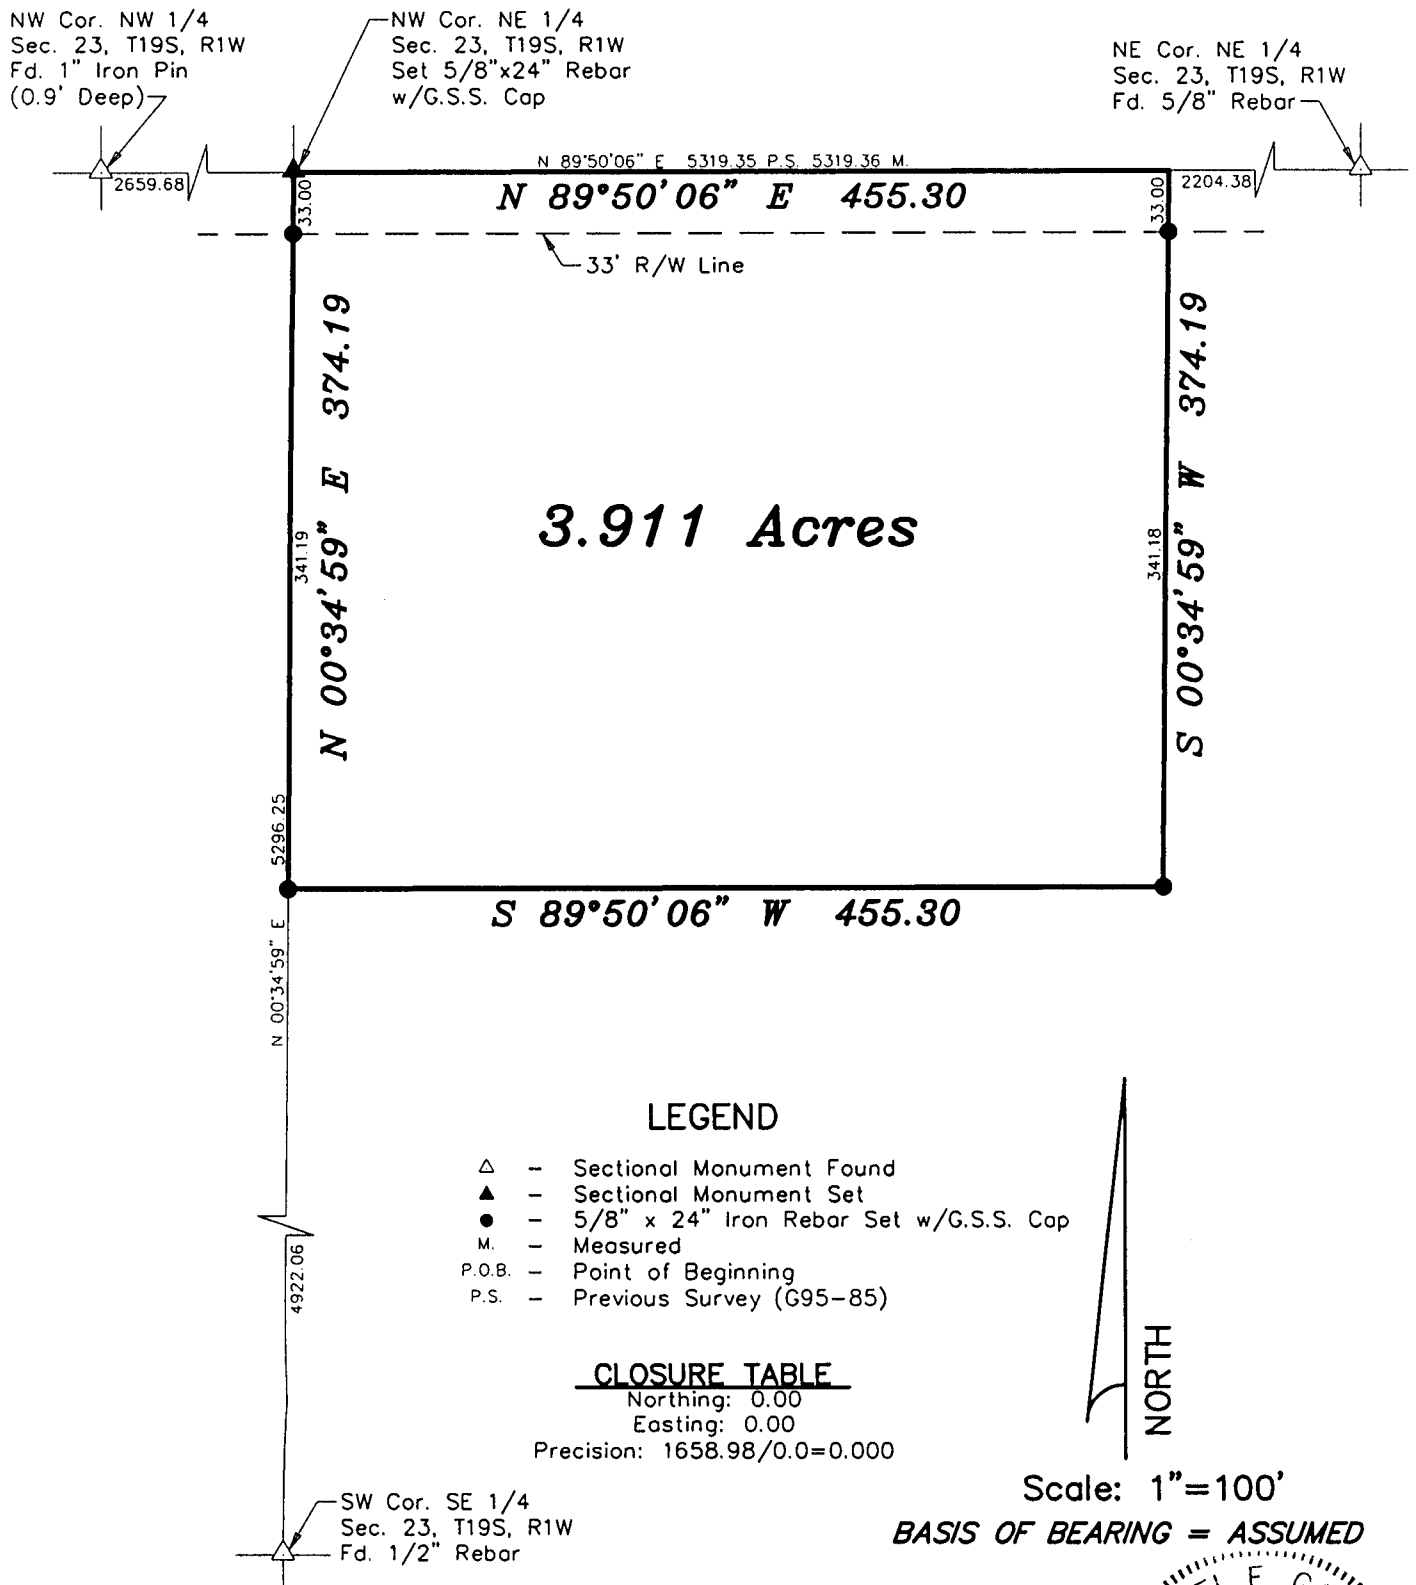 NW Cor. NW 1/4
Sec. 23, T19S, R1W
Fd. 1" Iron Pin
(0.9' Deep)
NW Cor. NE 1/4
Sec. 23, T19S, R1W
Set 5/8"x24" Rebar
w/G.S.S. Cap
NE Cor. NE 1/4
Sec. 23, T19S, R1W
Fd. 5/8" Rebar
N 89°50'06" E 5319.35 P.S. 5319.36 M.
2659.68
2204.38
33.00
N 89°50'06" E 455.30
33.00
33' R/W Line
N 00°34'59" E 374.19
341.19
3.911 Acres
341.18
S 00°34'59" W 374.19
5296.25
S 89°50'06" W 455.30
N 00°34'59" E
LEGEND
△ - Sectional Monument Found
▲ - Sectional Monument Set
● - 5/8" x 24" Iron Rebar Set w/G.S.S. Cap
M. - Measured
P.O.B. - Point of Beginning
P.S. - Previous Survey (G95-85)
4922.06
CLOSURE TABLE
Northing: 0.00
Easting: 0.00
Precision: 1658.98/0.0=0.000
NORTH
Scale: 1"=100'
BASIS OF BEARING = ASSUMED
SW Cor. SE 1/4
Sec. 23, T19S, R1W
Fd. 1/2" Rebar